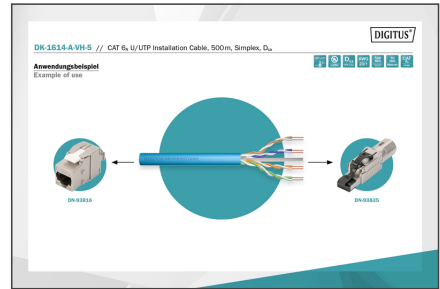 DIGITUS®
DK-1614-A-VH-5 // CAT 6A U/UTP Installation Cable, 500 m, Simplex, Dca
Anwendungsbeispiel
Example of use
DN-93816
DN-93835